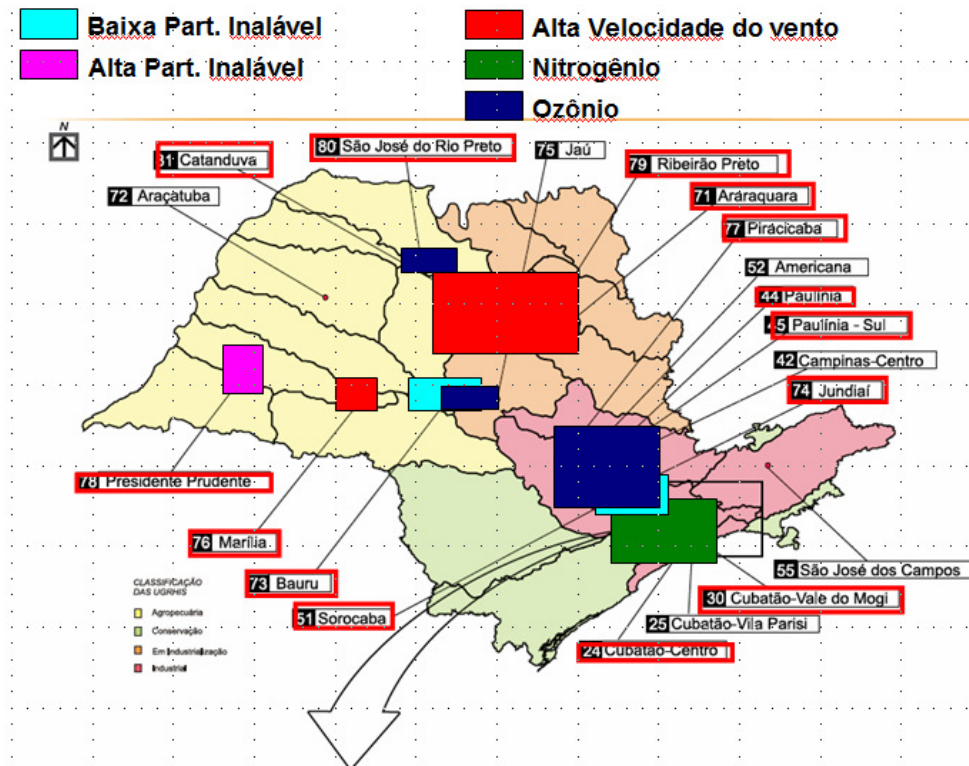 Baixa Part. Inalável
Alta Velocidade do vento
Alta Part. Inalável
Nitrogênio
Ozônio
N
80 São José do Rio Preto
75 Jaú
81 Catanduva
79 Ribeirão Preto
72 Araçatuba
71 Araraquara
77 Piracicaba
52 Americana
44 Paulínia
45 Paulínia - Sul
42 Campinas-Centro
74 Jundiaí
78 Presidente Prudente
76 Marília
73 Bauru
55 São José dos Campos
51 Sorocaba
30 Cubatão-Vale do Mogi
25 Cubatão-Vila Parisi
24 Cubatão-Centro
CLASSIFICAÇÃO
DAS UGRHIS
Agropecuária
Conservação
Em Industrialização
Industrial